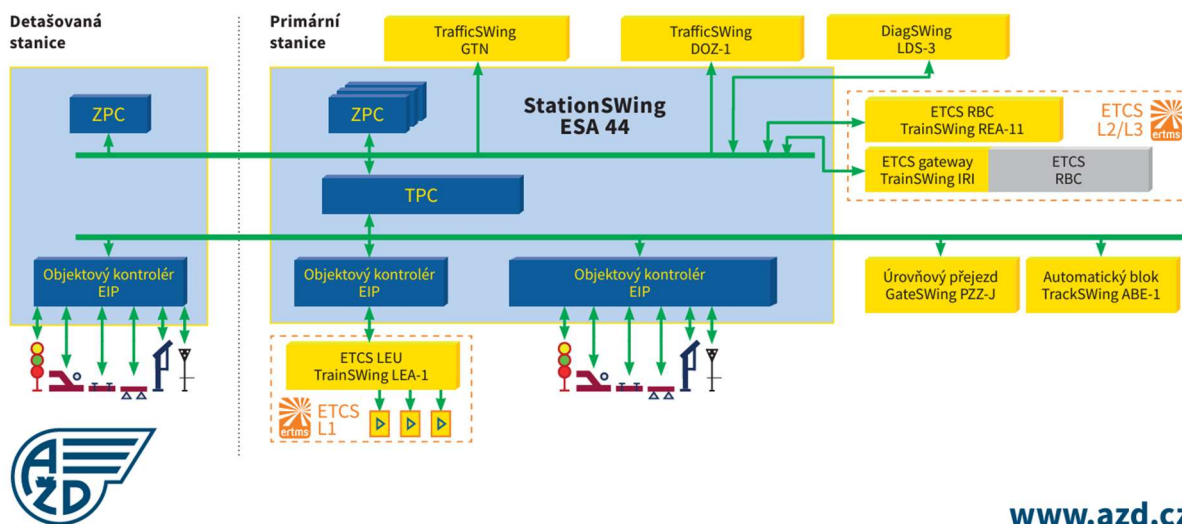 Detašovaná
stanice
Primární
stanice
TrafficSWing
GTN
TrafficSWing
DOZ-1
DiagSWing
LDS-3
ZPC
ZPC
StationSWing
ESA 44
ETCS RBC
TrainSWing REA-11
ETCS
L2/L3
ertms
ETCS gateway
TrainSWing IRI
ETCS
RBC
TPC
Objektový kontrolér
EIP
Objektový kontrolér
EIP
Objektový kontrolér
EIP
Úrovňový přejezd
GateSWing PZZ-J
Automatický blok
TrackSWing ABE-1
ETCS LEU
TrainSWing LEA-1
ertms
ETCS
L1
AŽD
www.azd.cz